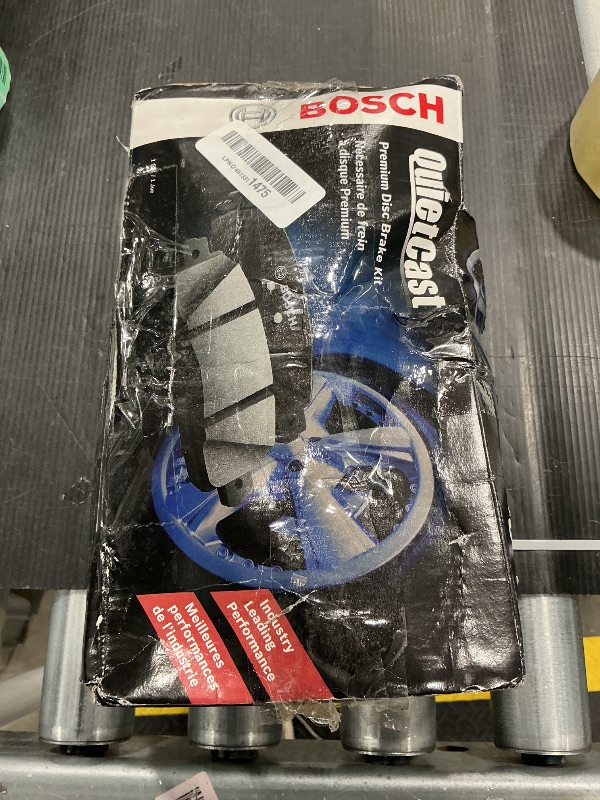 BOSCH
QuietCast
Premium Disc Brake Kit
Nécessaire de frein
à disque Premium
1475
BOSCH
Industry
Leading
Performance
Meilleures
performances
de l'industrie